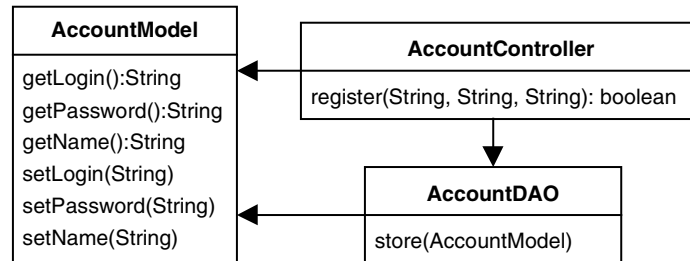 AccountModel
getLogin():String
getPassword():String
getName():String
setLogin(String)
setPassword(String)
setName(String)
AccountController
register(String, String, String): boolean
AccountDAO
store(AccountModel)